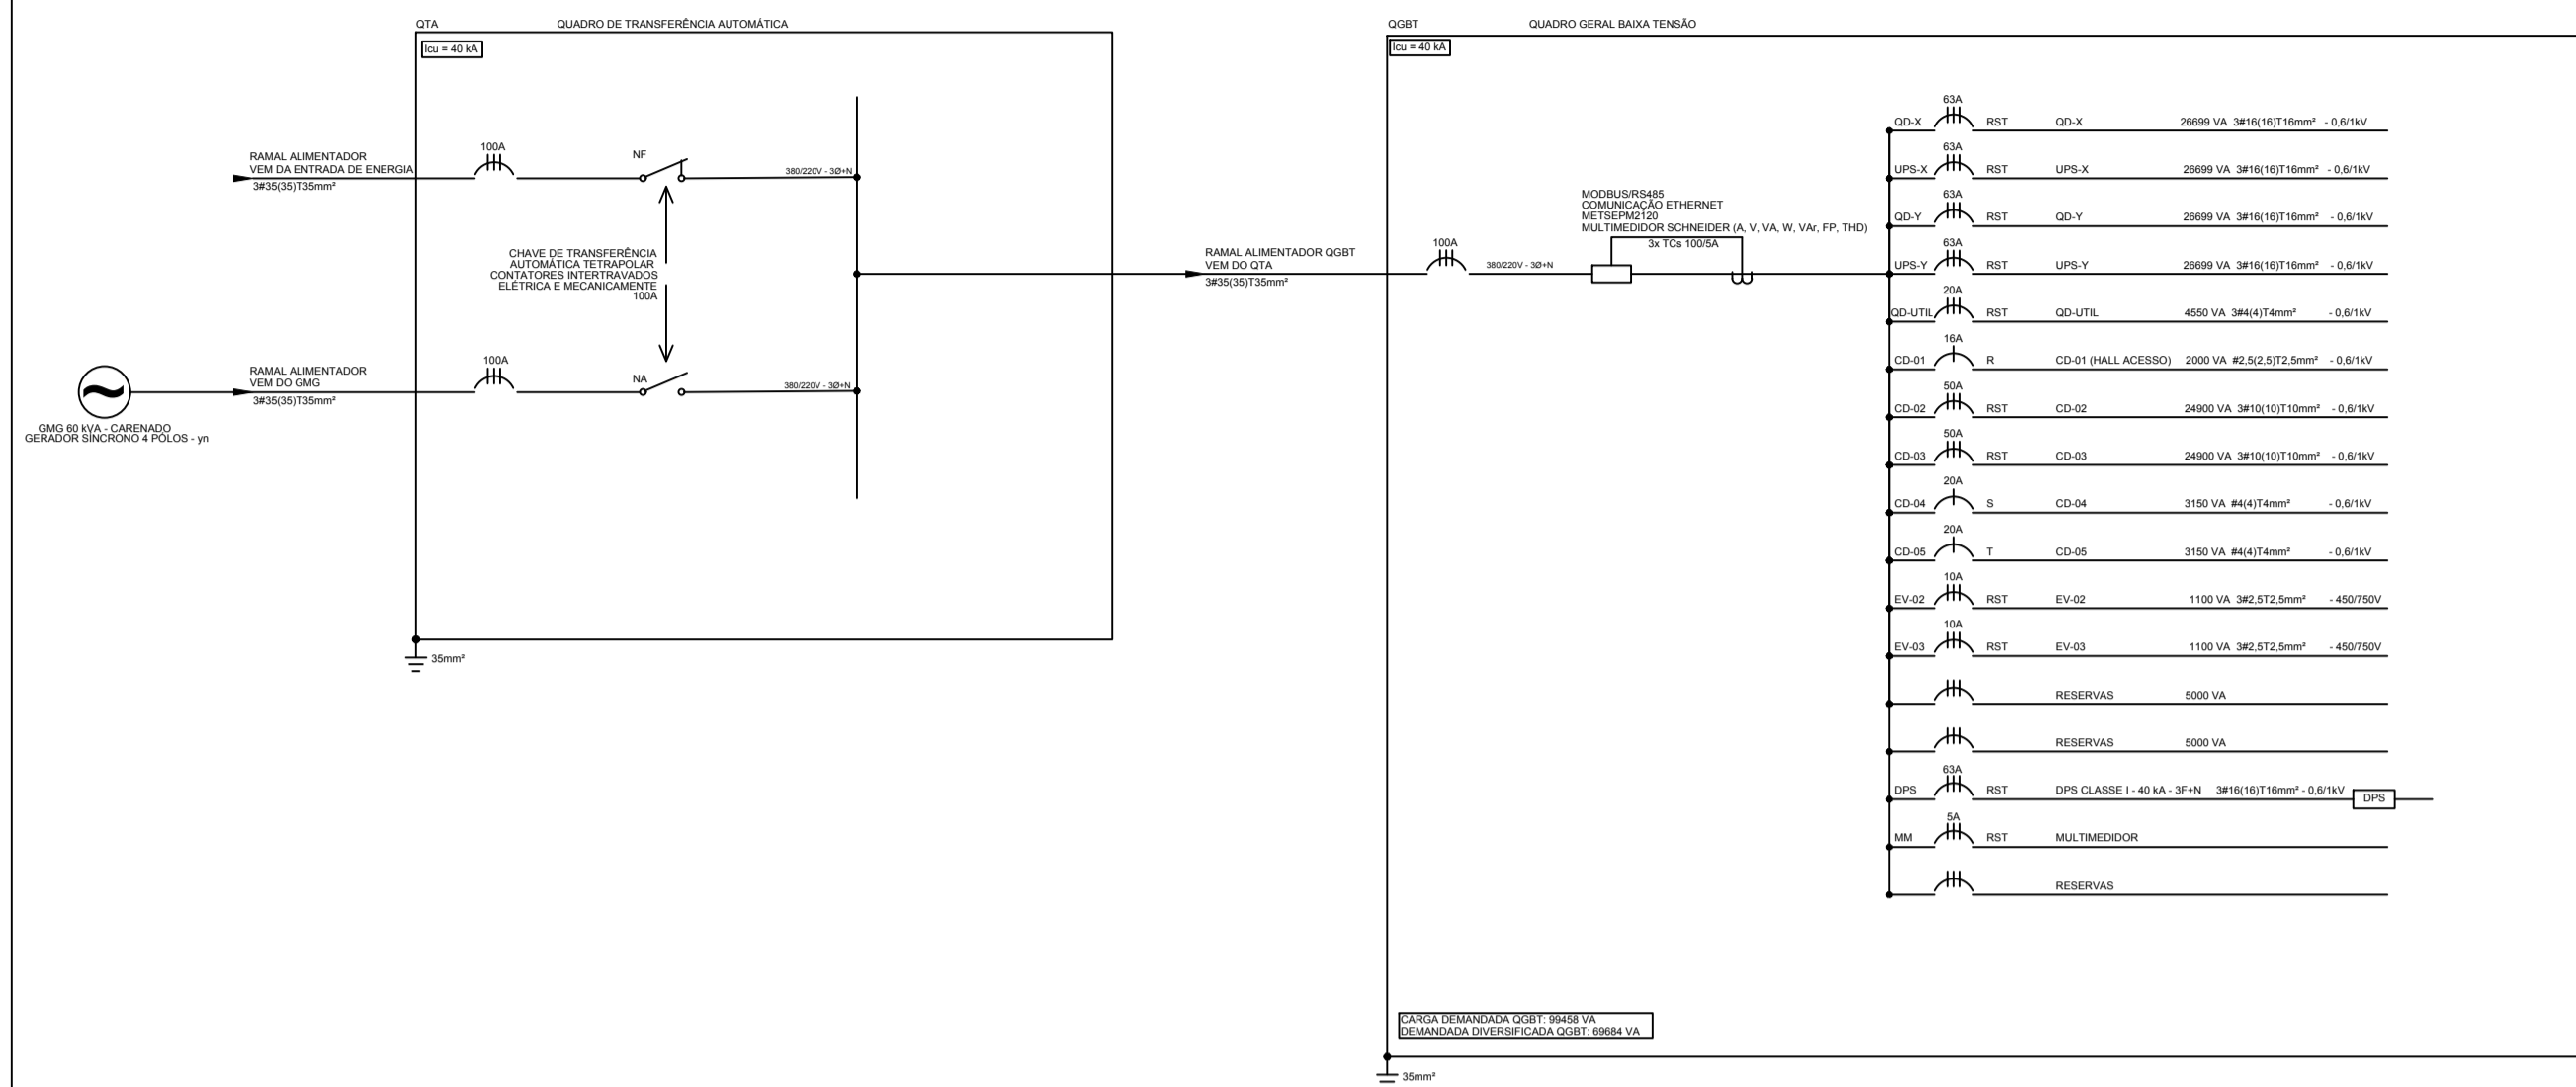 QTA
QUADRO DE TRANSFERÊNCIA AUTOMÁTICA
Icu = 40 kA
RAMAL ALIMENTADOR
VEM DA ENTRADA DE ENERGIA
3#35(35)T35mm²
100A
NF
380/220V - 3Ø+N
CHAVE DE TRANSFERÊNCIA
AUTOMÁTICA TETRAPOLAR
CONTATORES INTERTRAVADOS
ELÉTRICA E MECANICAMENTE
100A
RAMAL ALIMENTADOR
VEM DO GMG
3#35(35)T35mm²
100A
NA
380/220V - 3Ø+N
GMG 60 kVA - CARENADO
GERADOR SÍNCRONO 4 PÓLOS - yn
35mm²
RAMAL ALIMENTADOR QGBT
VEM DO QTA
3#35(35)T35mm²
QGBT
QUADRO GERAL BAIXA TENSÃO
Icu = 40 kA
100A
380/220V - 3Ø+N
MODBUS/RS485
COMUNICAÇÃO ETHERNET
METSEPM2120
MULTIMEDIDOR SCHNEIDER (A, V, VA, W, VAr, FP, THD)
3x TCs 100/5A
63A
QD-X RST QD-X 26699 VA 3#16(16)T16mm² - 0,6/1kV
63A
UPS-X RST UPS-X 26699 VA 3#16(16)T16mm² - 0,6/1kV
63A
QD-Y RST QD-Y 26699 VA 3#16(16)T16mm² - 0,6/1kV
63A
UPS-Y RST UPS-Y 26699 VA 3#16(16)T16mm² - 0,6/1kV
20A
QD-UTIL RST QD-UTIL 4550 VA 3#4(4)T4mm² - 0,6/1kV
16A
CD-01 R CD-01 (HALL ACESSO) 2000 VA #2,5(2,5)T2,5mm² - 0,6/1kV
50A
CD-02 RST CD-02 24900 VA 3#10(10)T10mm² - 0,6/1kV
50A
CD-03 RST CD-03 24900 VA 3#10(10)T10mm² - 0,6/1kV
20A
CD-04 S CD-04 3150 VA #4(4)T4mm² - 0,6/1kV
20A
CD-05 T CD-05 3150 VA #4(4)T4mm² - 0,6/1kV
10A
EV-02 RST EV-02 1100 VA 3#2,5T2,5mm² - 450/750V
10A
EV-03 RST EV-03 1100 VA 3#2,5T2,5mm² - 450/750V
RESERVAS 5000 VA
RESERVAS 5000 VA
63A
DPS RST DPS CLASSE I - 40 kA - 3F+N 3#16(16)T16mm² - 0,6/1kV DPS
5A
MM RST MULTIMEDIDOR
RESERVAS
CARGA DEMANDADA QGBT: 99458 VA
DEMANDADA DIVERSIFICADA QGBT: 69684 VA
35mm²